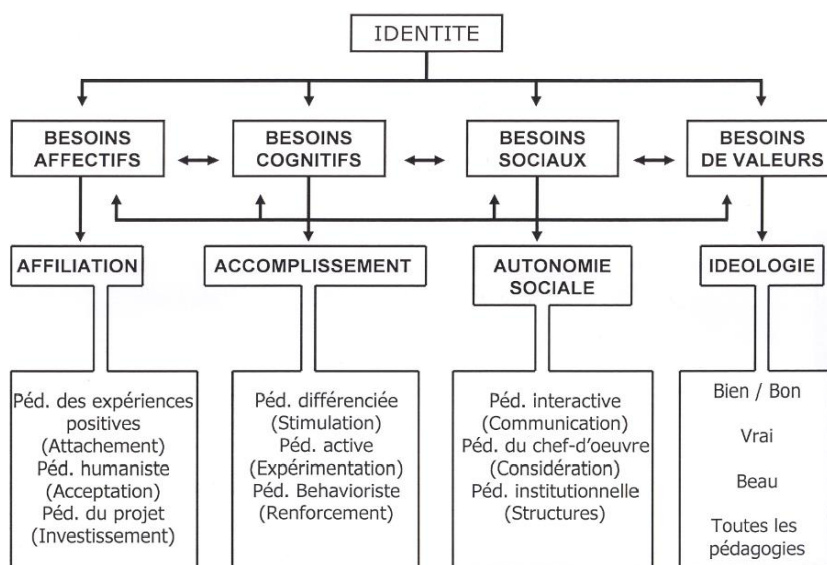 IDENTITE
BESOINS
AFFECTIFS
BESOINS
COGNITIFS
BESOINS
SOCIAUX
BESOINS
DE VALEURS
AFFILIATION
ACCOMPLISSEMENT
AUTONOMIE
SOCIALE
IDEOLOGIE
Péd. des expériences
positives
(Attachement)
Péd. humaniste
(Acceptation)
Péd. du projet
(Investissement)
Péd. différenciée
(Stimulation)
Péd. active
(Expérimentation)
Péd. Behavioriste
(Renforcement)
Péd. interactive
(Communication)
Péd. du chef-d'oeuvre
(Considération)
Péd. institutionnelle
(Structures)
Bien / Bon
Vrai
Beau
Toutes les
pédagogies